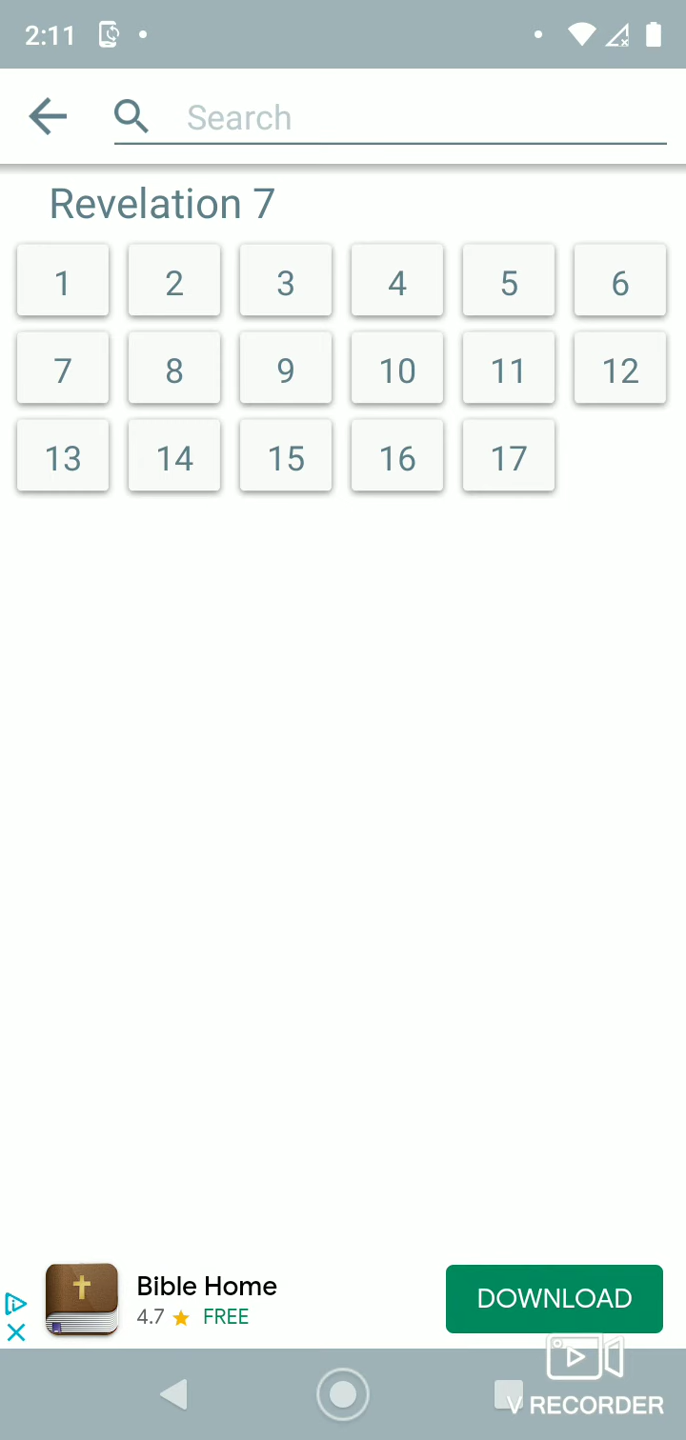 2:11
Search
Revelation 7
1 2 3 4 5 6
7 8 9 10 11 12
13 14 15 16 17
Bible Home
4.7 FREE
DOWNLOAD
V RECORDER